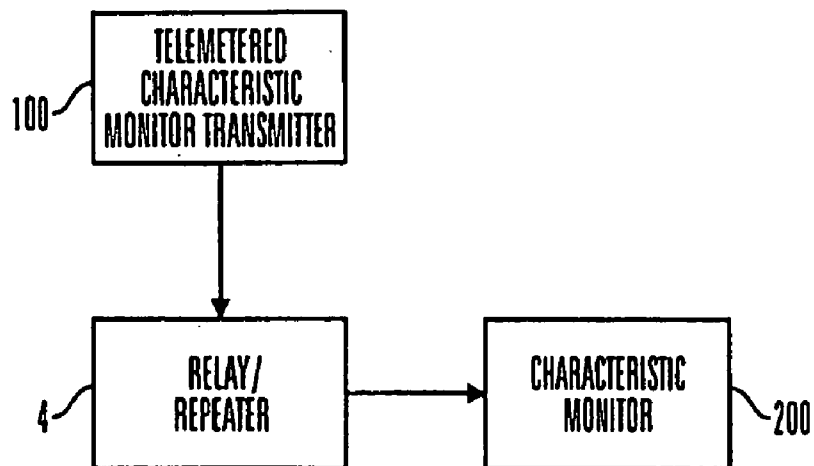 TELEMETERED
CHARACTERISTIC
MONITOR TRANSMITTER
100
RELAY/
REPEATER
4
CHARACTERISTIC
MONITOR
200